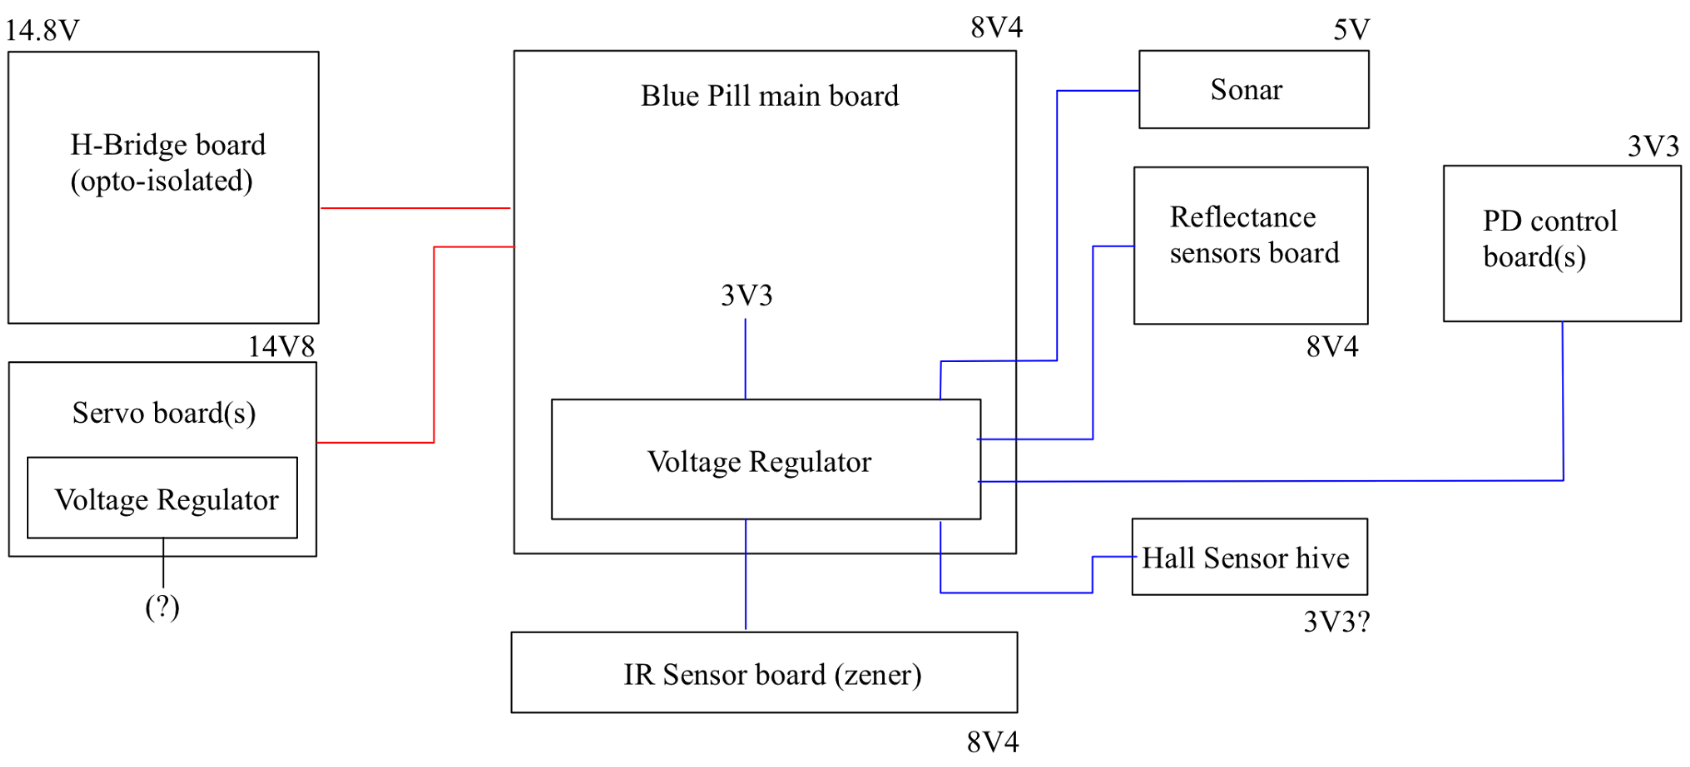 14.8V
H-Bridge board
(opto-isolated)
14V8
Servo board(s)
Voltage Regulator
(?)
8V4
Blue Pill main board
3V3
Voltage Regulator
IR Sensor board (zener)
8V4
5V
Sonar
Reflectance
sensors board
8V4
3V3
PD control
board(s)
Hall Sensor hive
3V3?